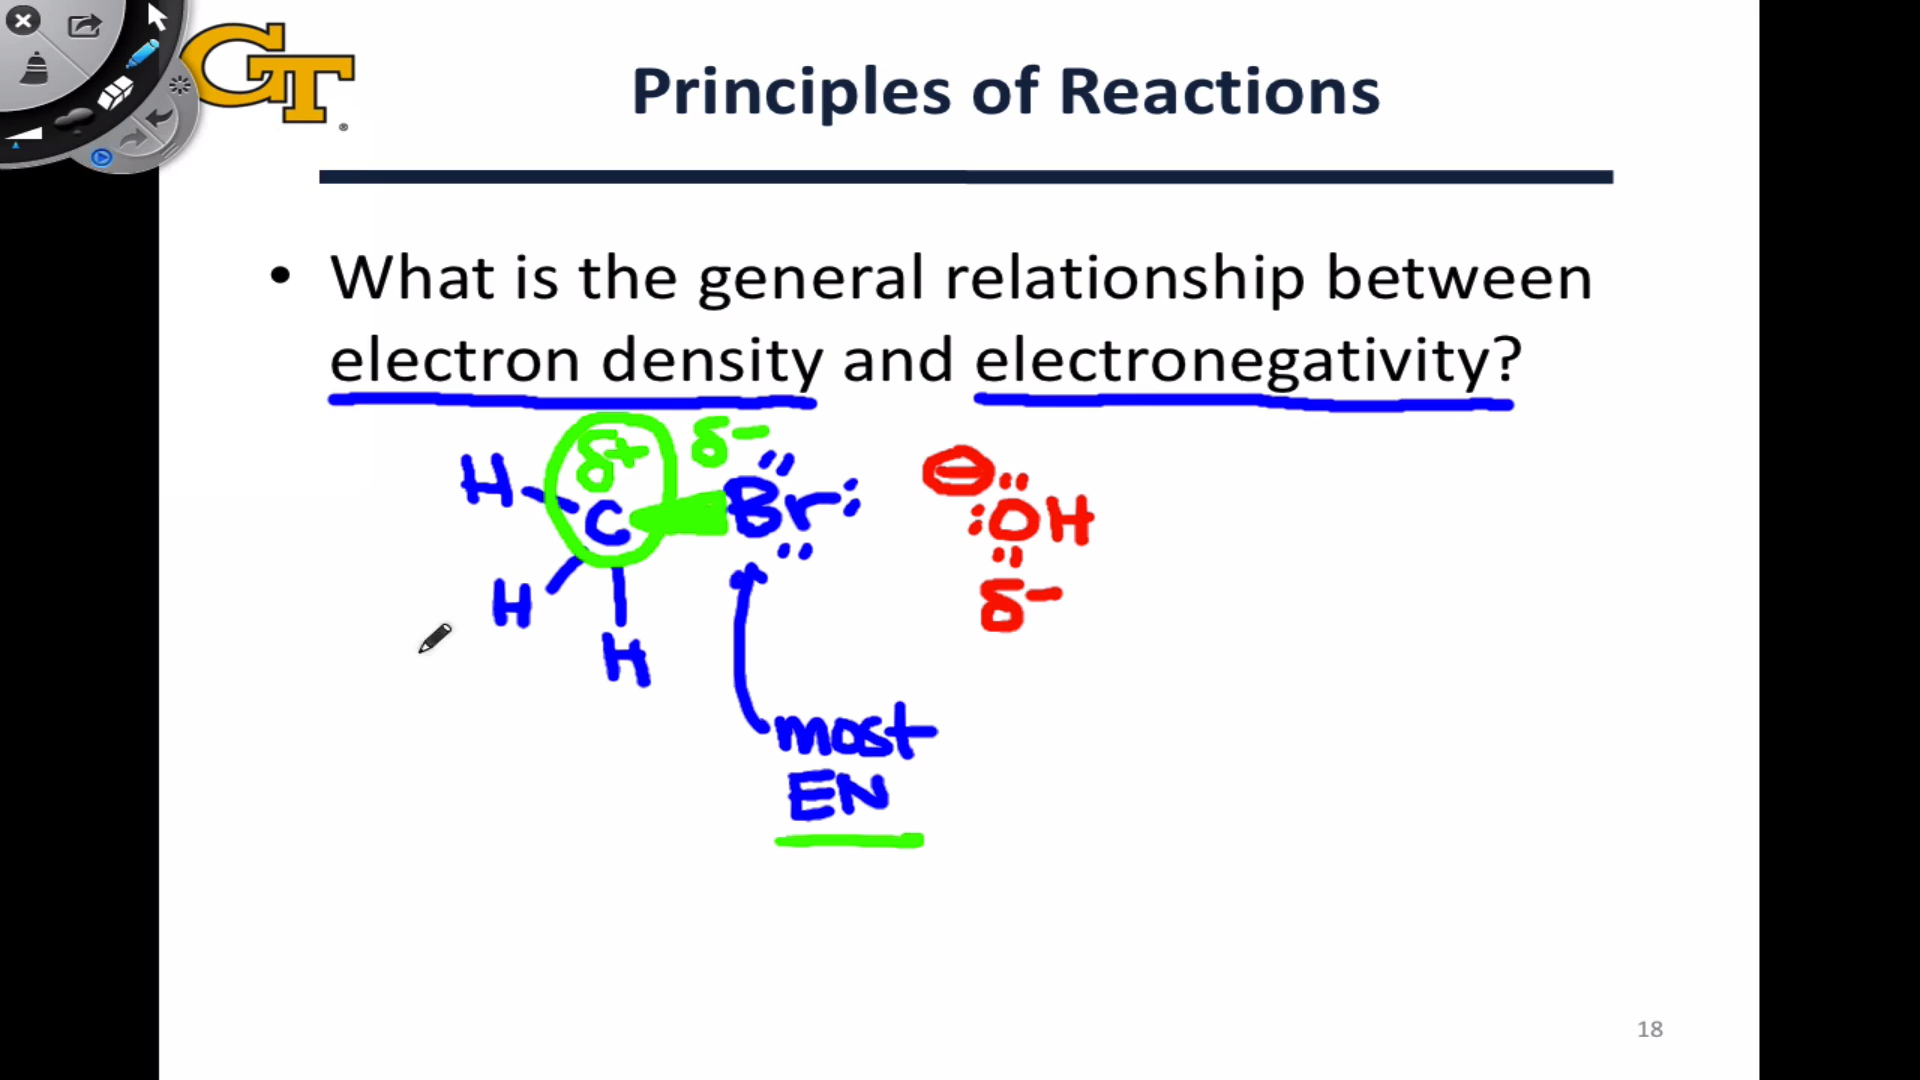 GT
Principles of Reactions
• What is the general relationship between
electron density and electronegativity?
δ+ δ-
H C Br
H
H
⊖
:OH
δ-
most
EN
18